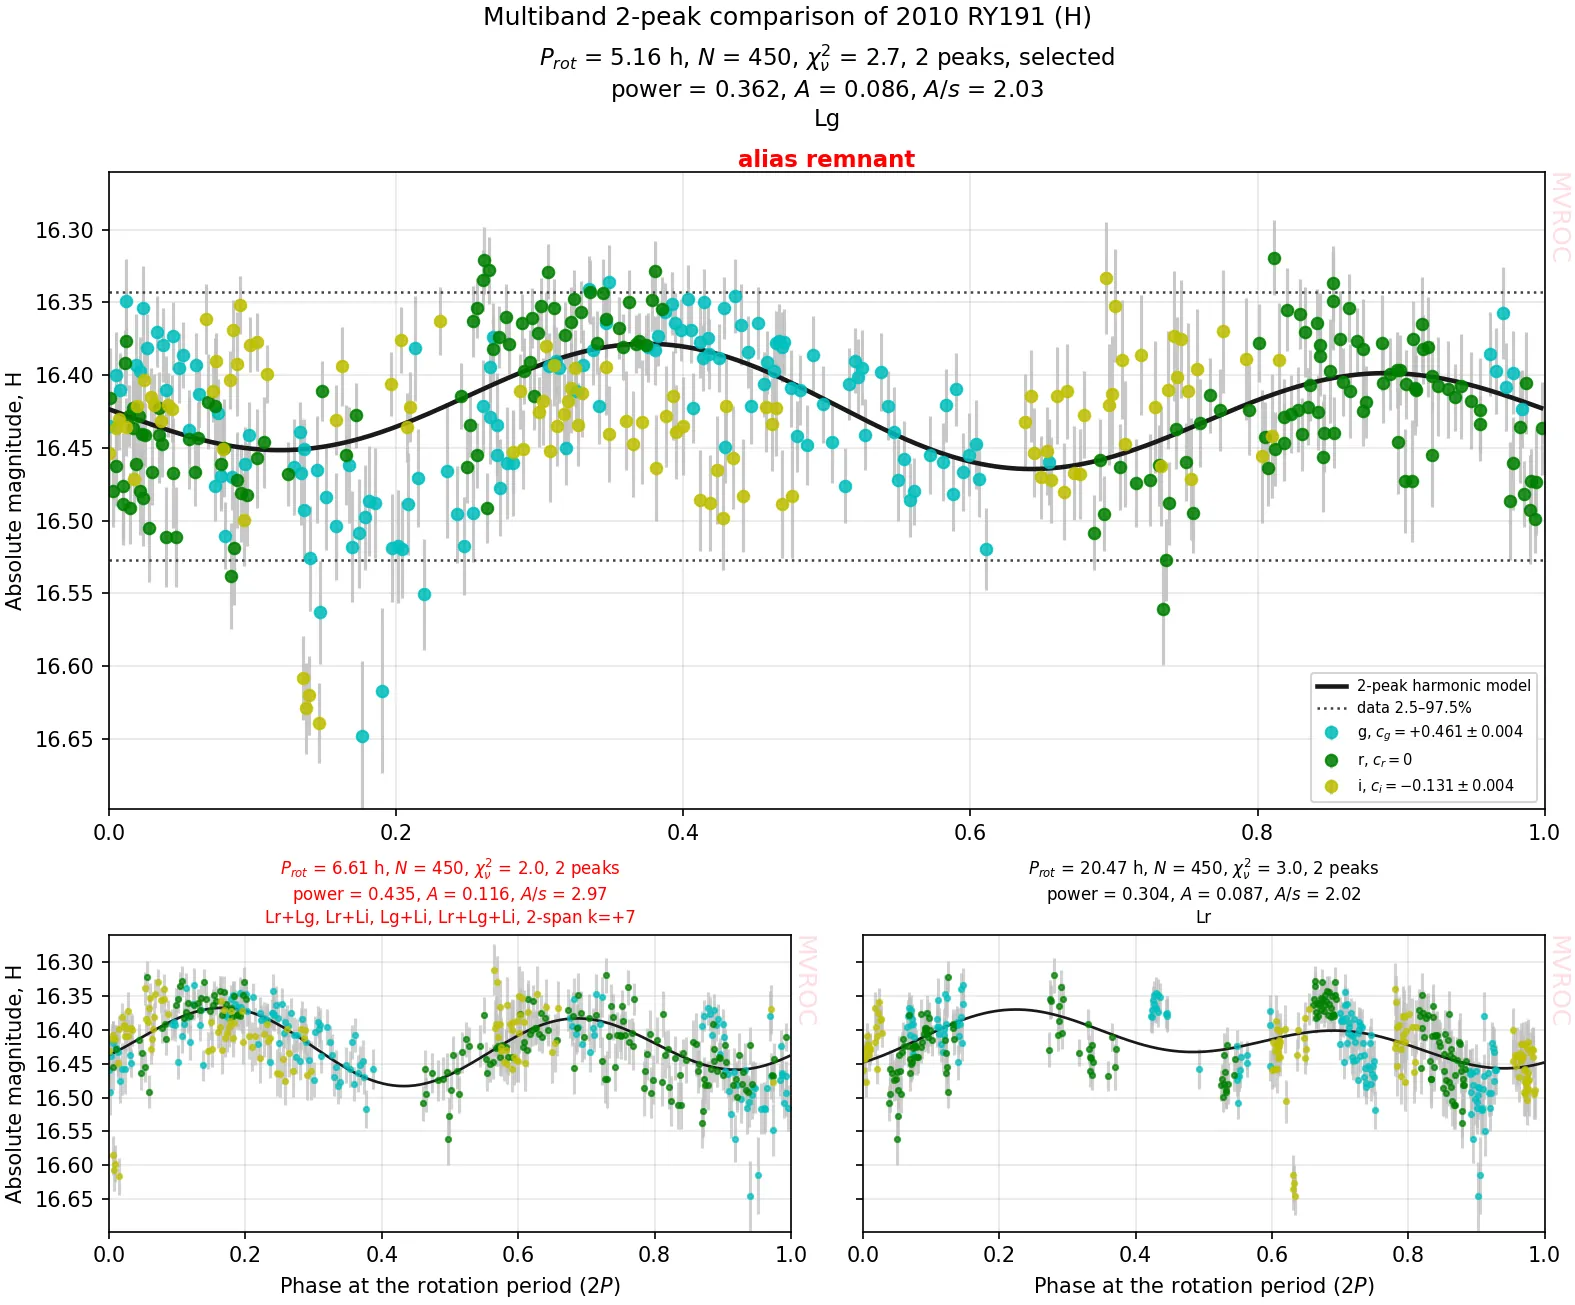 Multiband 2-peak comparison of 2010 RY191 (H)
P_rot = 5.16 h, N = 450, χ²_ν = 2.7, 2 peaks, selected
power = 0.362, A = 0.086, A/s = 2.03
Lg
alias remnant
MVROC
Absolute magnitude, H
16.30
16.35
16.40
16.45
16.50
16.55
16.60
16.65
2-peak harmonic model
data 2.5–97.5%
g, c_g = +0.461 ± 0.004
r, c_r = 0
i, c_i = −0.131 ± 0.004
0.0 0.2 0.4 0.6 0.8 1.0
P_rot = 6.61 h, N = 450, χ²_ν = 2.0, 2 peaks
power = 0.435, A = 0.116, A/s = 2.97
Lr+Lg, Lr+Li, Lg+Li, Lr+Lg+Li, 2-span k=+7
MVROC
Absolute magnitude, H
16.30
16.35
16.40
16.45
16.50
16.55
16.60
16.65
0.0 0.2 0.4 0.6 0.8 1.0
Phase at the rotation period (2P)
P_rot = 20.47 h, N = 450, χ²_ν = 3.0, 2 peaks
power = 0.304, A = 0.087, A/s = 2.02
Lr
MVROC
0.0 0.2 0.4 0.6 0.8 1.0
Phase at the rotation period (2P)